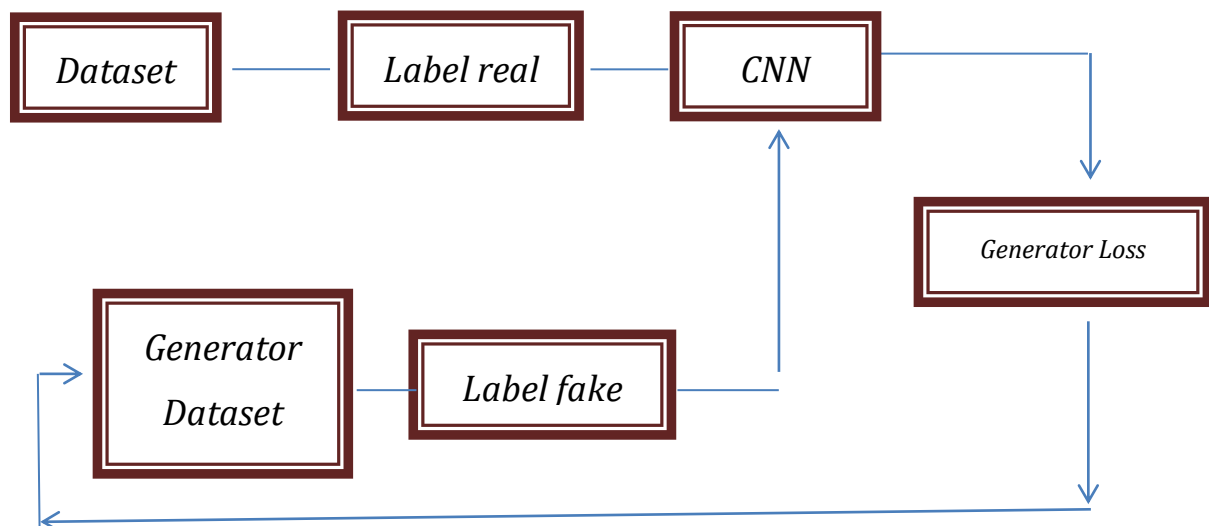 Dataset
Label real
CNN
Generator Loss
Generator
Dataset
Label fake